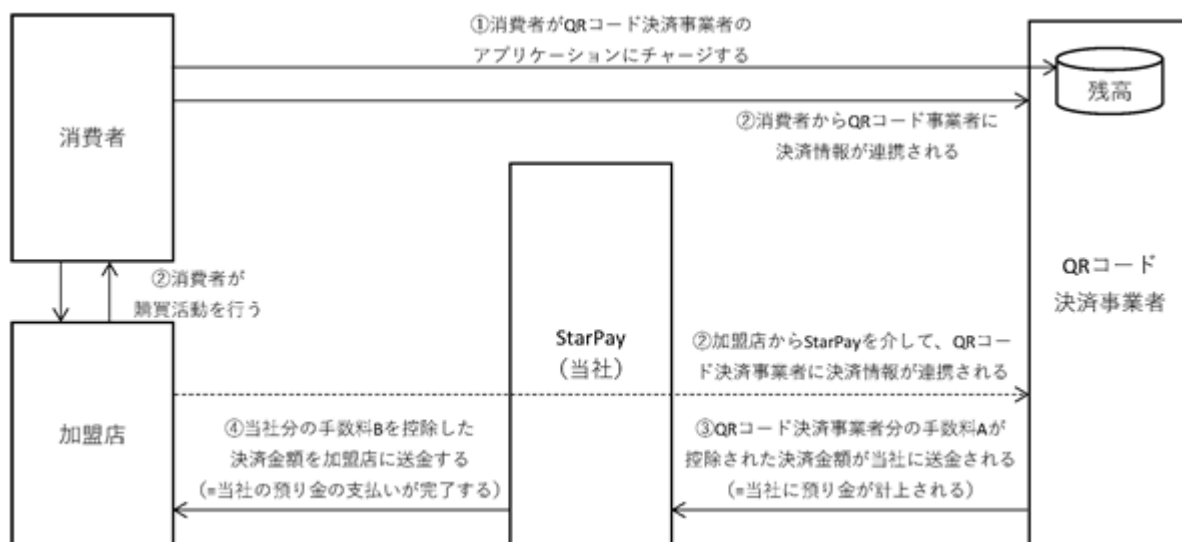 ①消費者がQRコード決済事業者の
アプリケーションにチャージする
残高
消費者
②消費者からQRコード事業者に
決済情報が連携される
②消費者が
購買活動を行う
QRコード
決済事業者
StarPay
（当社）
②加盟店からStarPayを介して、QRコー
ド決済事業者に決済情報が連携される
加盟店
④当社分の手数料Bを控除した
決済金額を加盟店に送金する
（=当社の預り金の支払いが完了する）
③QRコード決済事業者分の手数料Aが
控除された決済金額が当社に送金される
（=当社に預り金が計上される）